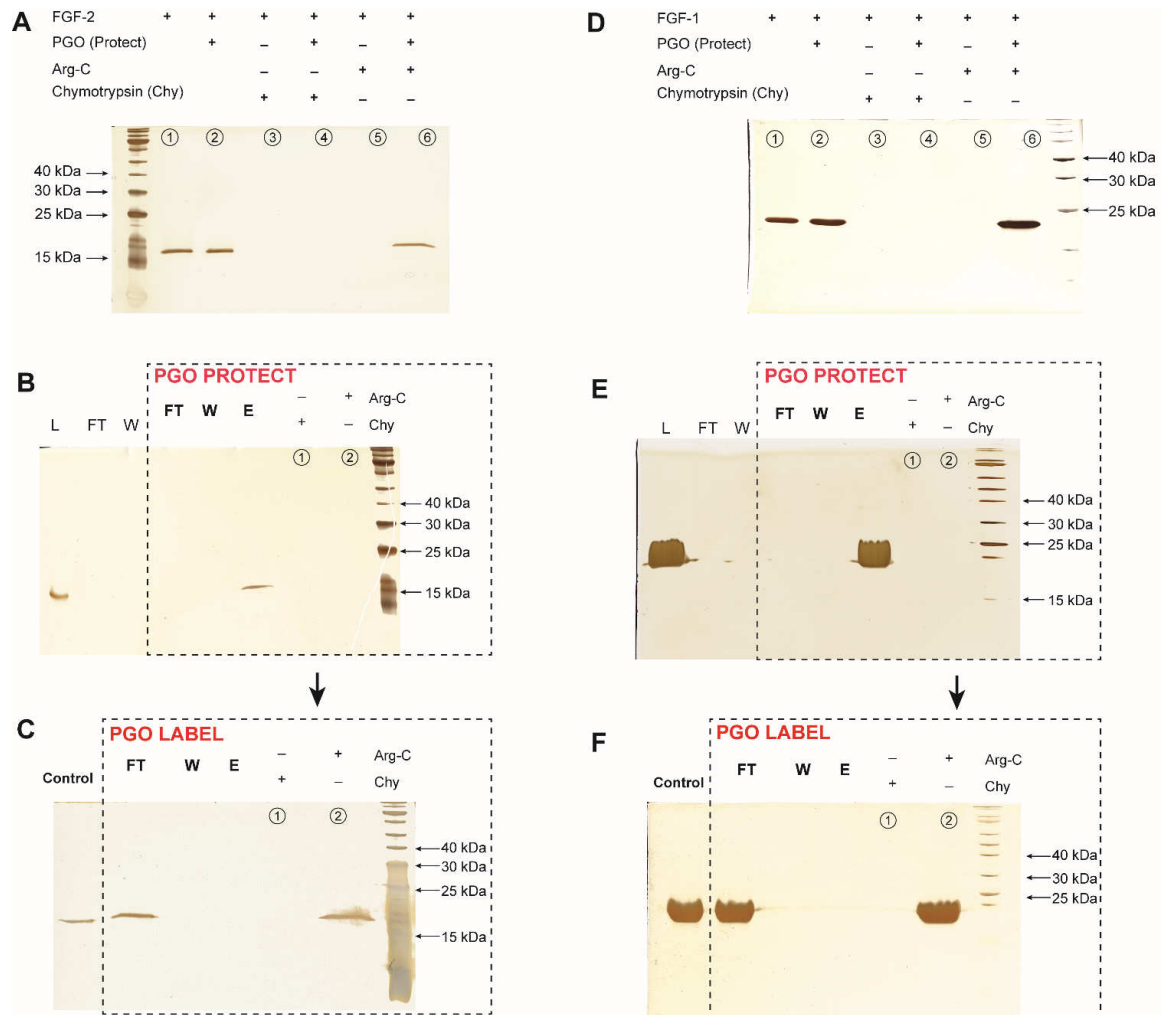 A
FGF-2 + + + + + +
PGO (Protect) + – + – +
Arg-C – – + +
Chymotrypsin (Chy) + + – –
① ② ③ ④ ⑤ ⑥
40 kDa
30 kDa
25 kDa
15 kDa
D
FGF-1 + + + + + +
PGO (Protect) + – + – +
Arg-C – – + +
Chymotrypsin (Chy) + + – –
① ② ③ ④ ⑤ ⑥
40 kDa
30 kDa
25 kDa
B
PGO PROTECT
L FT W FT W E
– + Arg-C
+ – Chy
① ②
40 kDa
30 kDa
25 kDa
15 kDa
E
PGO PROTECT
L FT W FT W E
– + Arg-C
+ – Chy
① ②
40 kDa
30 kDa
25 kDa
15 kDa
C
PGO LABEL
Control FT W E
– + Arg-C
+ – Chy
① ②
40 kDa
30 kDa
25 kDa
15 kDa
F
PGO LABEL
Control FT W E
– + Arg-C
+ – Chy
① ②
40 kDa
30 kDa
25 kDa